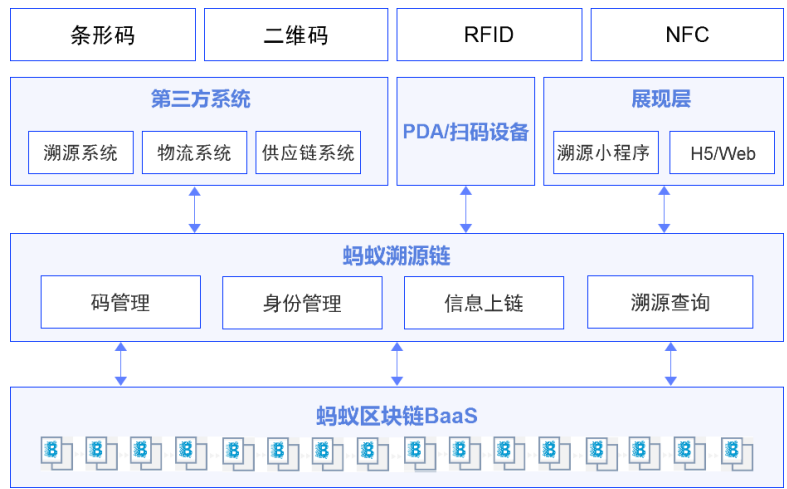 条形码
二维码
RFID
NFC
第三方系统
PDA/扫码设备
展现层
溯源系统
物流系统
供应链系统
溯源小程序
H5/Web
蚂蚁溯源链
码管理
身份管理
信息上链
溯源查询
蚂蚁区块链BaaS